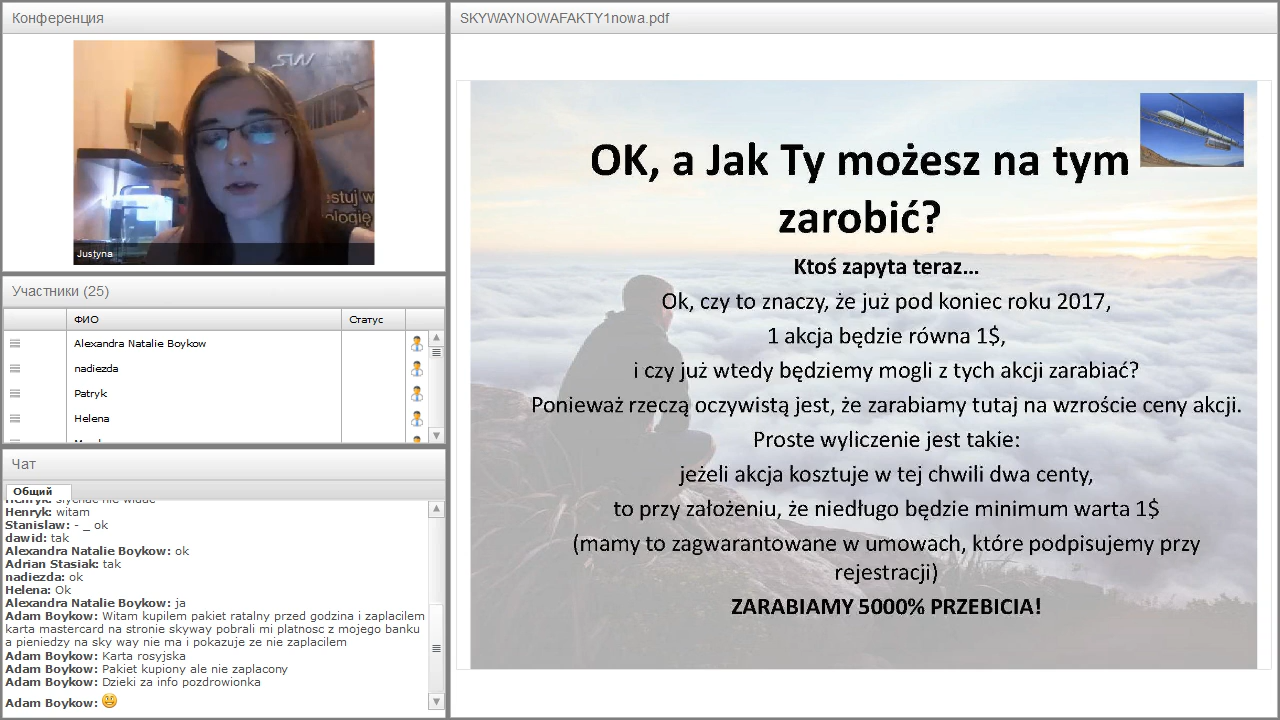 Конференция
SW
estuj w
ologię
Justyna
Участники (25)
ФИО
Статус
Alexandra Natalie Boykow
nadiezda
Patryk
Helena
Чат
Общий
Henryk: slychac nie widac
Henryk: witam
Stanislaw: - _ ok
dawid: tak
Alexandra Natalie Boykow: ok
Adrian Stasiak: tak
nadiezda: ok
Helena: Ok
Alexandra Natalie Boykow: ja
Adam Boykow: Witam kupilem pakiet ratalny przed godzina i zaplacilem
karta mastercard na stronie skyway pobrali mi platnosc z mojego banku
a pieniedzy na sky way nie ma i pokazuje ze nie zaplacilem
Adam Boykow: Karta rosyjska
Adam Boykow: Pakiet kupiony ale nie zaplacony
Adam Boykow: Dzieki za info pozdrowionka
Adam Boykow:
SKYWAYNOWAFAKTY1nowa.pdf
OK, a Jak Ty możesz na tym
zarobić?
Ktoś zapyta teraz...
Ok, czy to znaczy, że już pod koniec roku 2017,
1 akcja będzie równa 1$,
i czy już wtedy będziemy mogli z tych akcji zarabiać?
Ponieważ rzeczą oczywistą jest, że zarabiamy tutaj na wzroście ceny akcji.
Proste wyliczenie jest takie:
jeżeli akcja kosztuje w tej chwili dwa centy,
to przy założeniu, że niedługo będzie minimum warta 1$
(mamy to zagwarantowane w umowach, które podpisujemy przy
rejestracji)
ZARABIAMY 5000% PRZEBICIA!